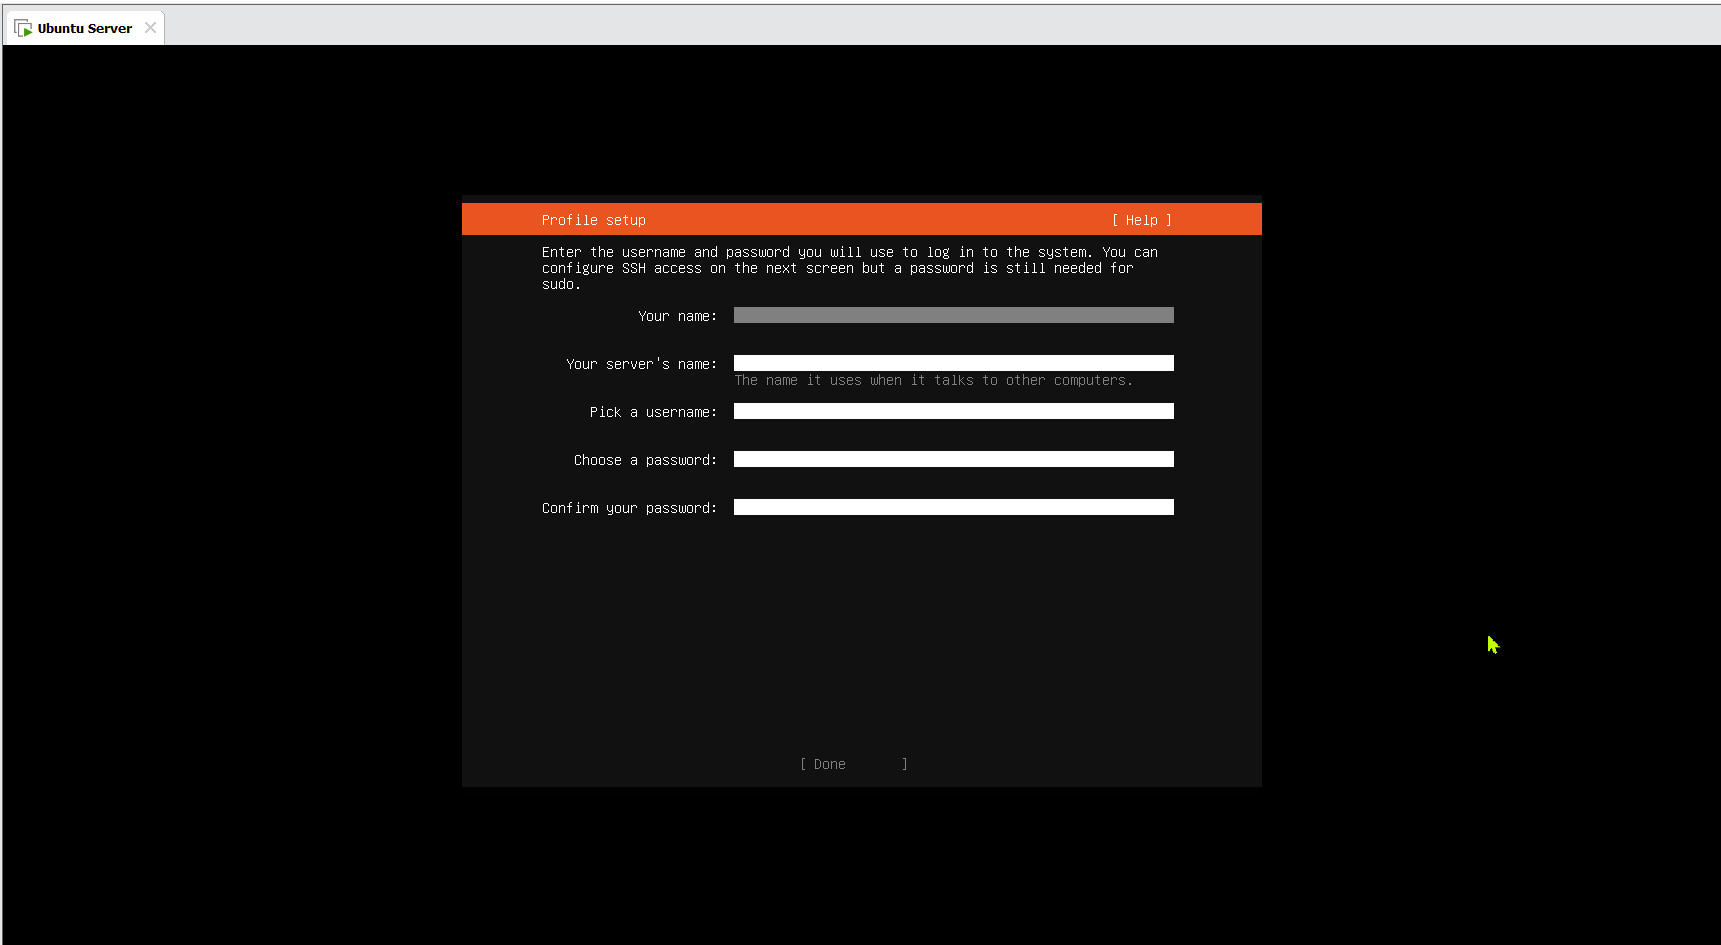 Ubuntu Server
Profile setup [ Help ]
Enter the username and password you will use to log in to the system. You can
configure SSH access on the next screen but a password is still needed for
sudo.
Your name:
Your server's name:
The name it uses when it talks to other computers.
Pick a username:
Choose a password:
Confirm your password:
[ Done ]